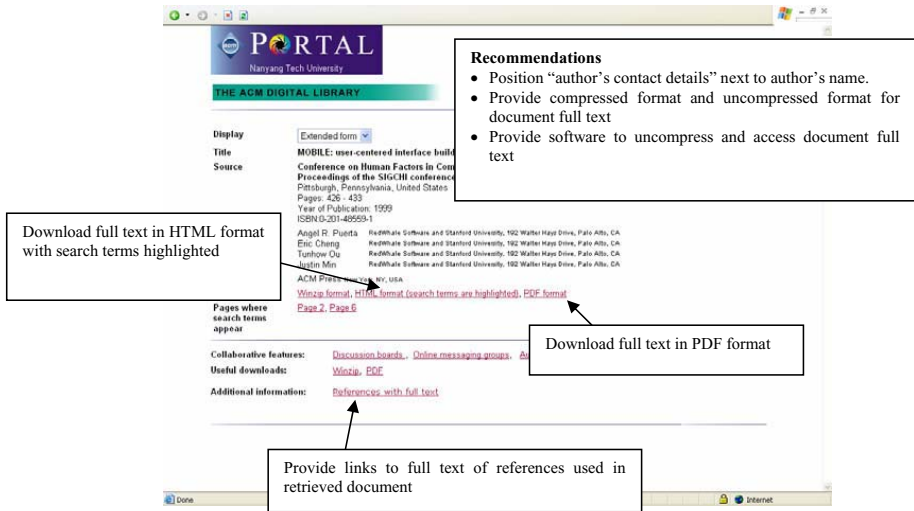 PORTAL
Nanyang Tech University
THE ACM DIGITAL LIBRARY
Recommendations
• Position “author’s contact details” next to author’s name.
• Provide compressed format and uncompressed format for
document full text
• Provide software to uncompress and access document full
text
Display Extended form
Title MOBILE: user-centered interface build
Source Conference on Human Factors in Com
Proceedings of the SIGCHI conference
Pittsburgh, Pennsylvania, United States
Pages: 426 - 433
Year of Publication: 1999
ISBN:0-201-48559-1
Angel R. Puerta RedWhale Software and Stanford University, 192 Walter Hays Drive, Palo Alto, CA
Eric Cheng RedWhale Software and Stanford University, 192 Walter Hays Drive, Palo Alto, CA
Tunhow Ou RedWhale Software and Stanford University, 192 Walter Hays Drive, Palo Alto, CA
Justin Min RedWhale Software and Stanford University, 192 Walter Hays Drive, Palo Alto, CA
ACM Press New York, NY, USA
Winzip format, HTML format (search terms are highlighted), PDF format
Pages where Page 2, Page 6
search terms
appear
Download full text in HTML format
with search terms highlighted
Download full text in PDF format
Collaborative features: Discussion boards, Online messaging groups, Au
Useful downloads: Winzip, PDF
Additional information: References with full text
Provide links to full text of references used in
retrieved document
Done Internet